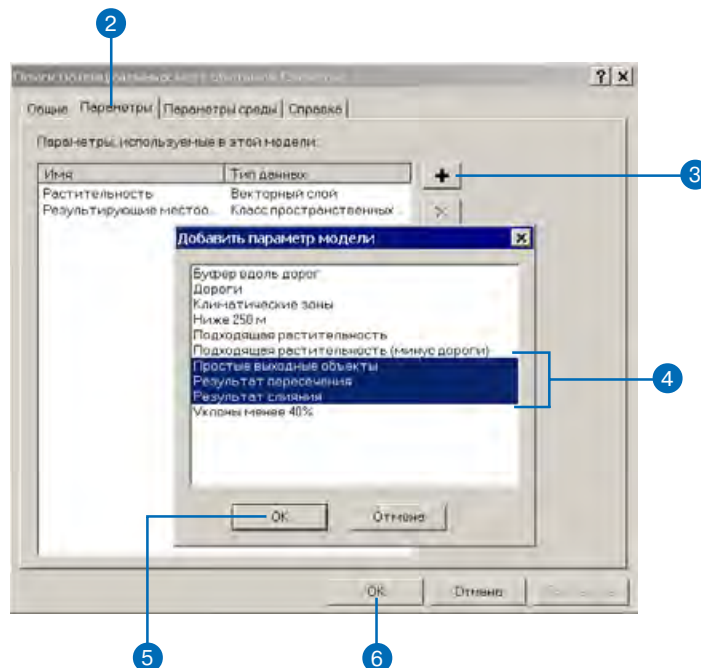 2
Общие Параметры Параметры среды Справка
Параметры, используемые в этой модели:
Имя Тип данных
3
Растительность Векторный слой
Результирующие местоо... Класс пространственных ...
Добавить параметр модели
Буфер вдоль дорог
Дороги
Климатические зоны
Ниже 250 м
Подходящая растительность
Подходящая растительность (минус дороги)
Простые выходные объекты
4
Результат пересечения
Результат слияния
Уклоны менее 40%
OK Отмена
OK Отмена
5 6